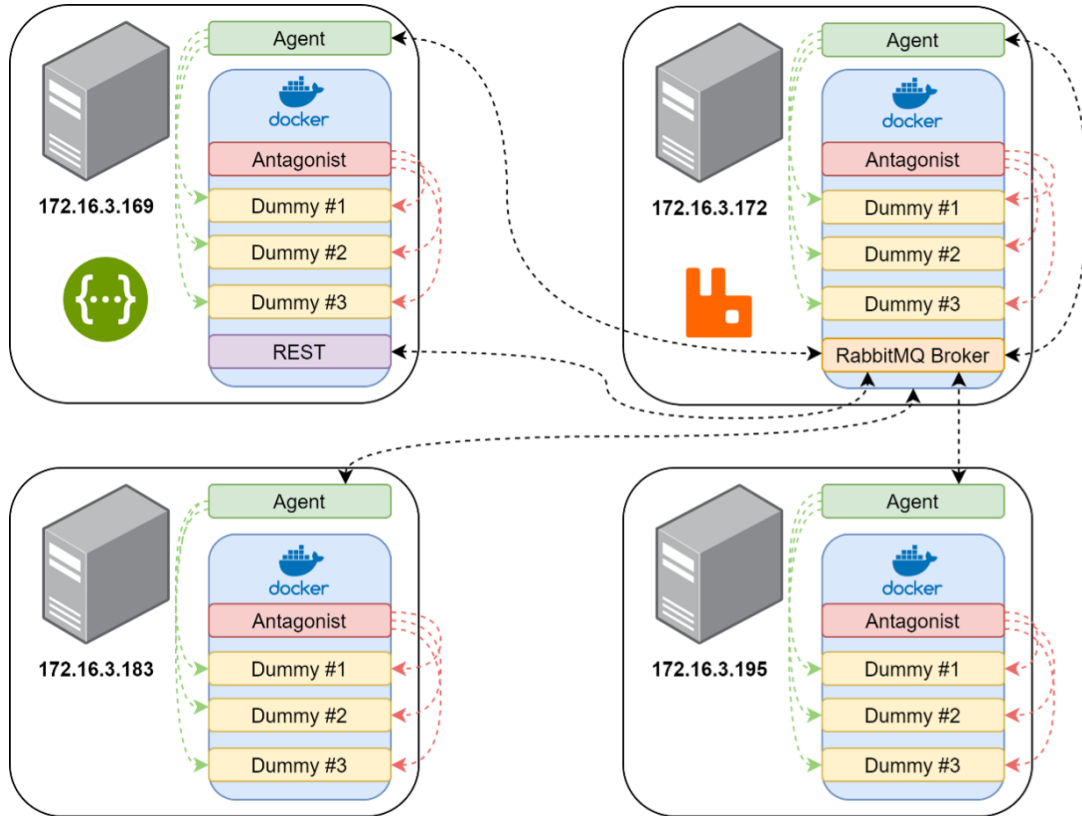 Agent
docker
Antagonist
172.16.3.169
Dummy #1
Dummy #2
{...}
Dummy #3
REST
Agent
docker
Antagonist
172.16.3.172
Dummy #1
Dummy #2
Dummy #3
RabbitMQ Broker
Agent
docker
Antagonist
172.16.3.183
Dummy #1
Dummy #2
Dummy #3
Agent
docker
Antagonist
172.16.3.195
Dummy #1
Dummy #2
Dummy #3